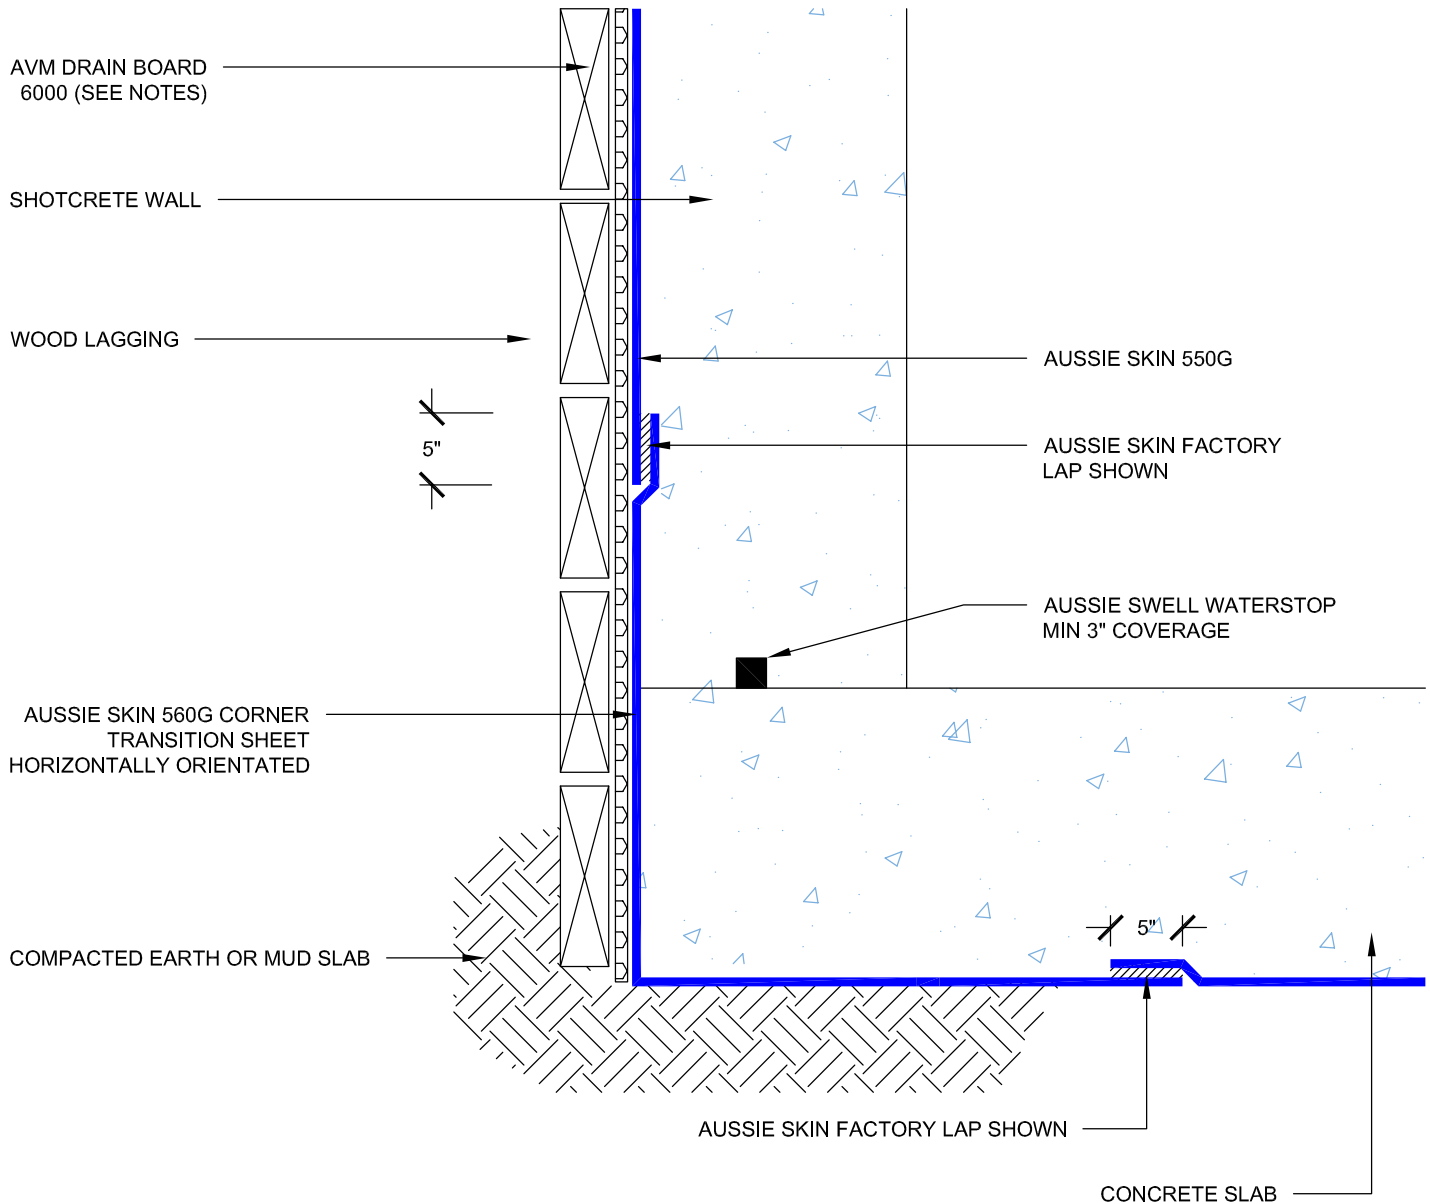 AVM DRAIN BOARD
6000 (SEE NOTES)
SHOTCRETE WALL
WOOD LAGGING
5"
AUSSIE SKIN 550G
AUSSIE SKIN FACTORY
LAP SHOWN
AUSSIE SWELL WATERSTOP
MIN 3" COVERAGE
AUSSIE SKIN 560G CORNER
TRANSITION SHEET
HORIZONTALLY ORIENTATED
5"
COMPACTED EARTH OR MUD SLAB
AUSSIE SKIN FACTORY LAP SHOWN
CONCRETE SLAB